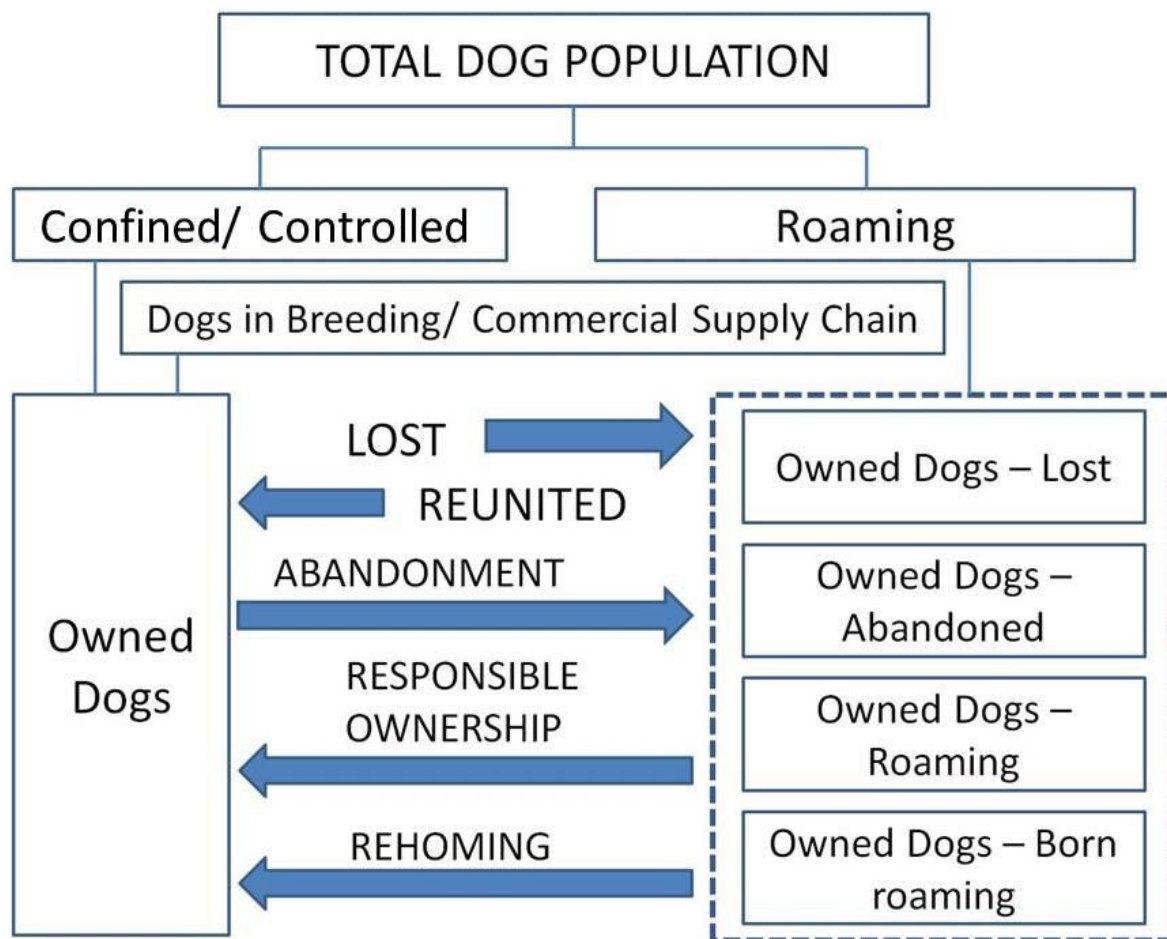 TOTAL DOG POPULATION
Confined/ Controlled
Roaming
Dogs in Breeding/ Commercial Supply Chain
Owned
Dogs
LOST
REUNITED
ABANDONMENT
RESPONSIBLE
OWNERSHIP
REHOMING
Owned Dogs – Lost
Owned Dogs –
Abandoned
Owned Dogs –
Roaming
Owned Dogs – Born
roaming